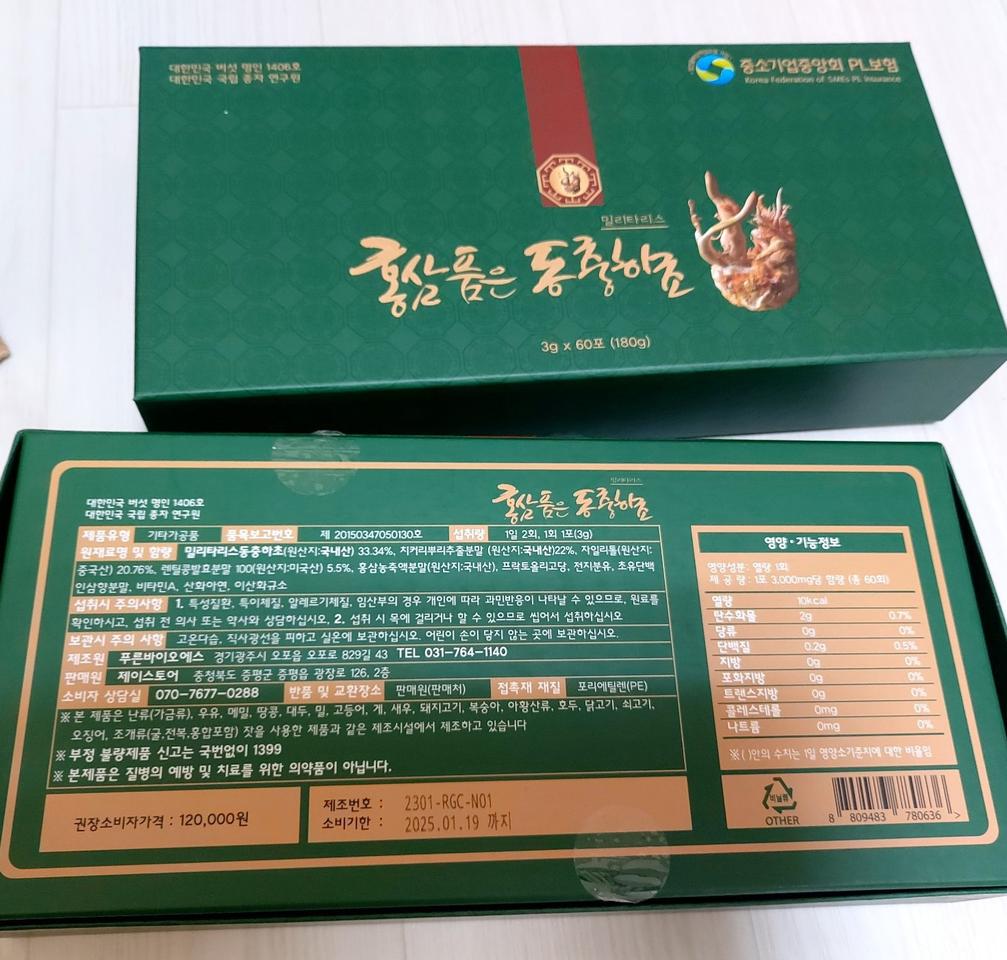 대한민국 버섯 명인 1406호
대한민국 국립 종자 연구원
중소기업중앙회 PL보험
Korea Federation of SMEs PL Insurance
밀리타리스
홍삼 품은 동충하초
3g x 60포 (180g)
대한민국 버섯 명인 1406호
대한민국 국립 종자 연구원
밀리타리스
홍삼 품은 동충하초
제품유형 기타가공품 품목보고번호 제 20150347050130호 섭취량 1일 2회, 1회 1포(3g)
원재료명 및 함량 밀리타리스동충하초(원산지:국내산) 33.34%, 치커리뿌리추출분말 (원산지:국내산)22%, 자일리톨(원산지:
중국산) 20.76%, 렌틸콩발효분말 100(원산지:미국산) 5.5%, 홍삼농축액분말(원산지:국내산), 프락토올리고당, 전지분유, 초유단백
인삼향분말, 비타민A, 산화아연, 이산화규소
섭취시 주의사항 1. 특성질환, 특이체질, 알레르기체질, 임산부의 경우 개인에 따라 과민반응이 나타날 수 있으므로, 원료를
확인하시고, 섭취 전 의사 또는 약사와 상담하십시오. 2. 섭취 시 목에 걸리거나 할 수 있으므로 씹어서 섭취하십시오
보관시 주의 사항 고온다습, 직사광선을 피하고 실온에 보관하십시오. 어린이 손이 닿지 않는 곳에 보관하십시오.
제조원 푸른바이오에스 경기광주시 오포읍 오포로 829길 43 TEL 031-764-1140
판매원 제이스토어 충청북도 증평군 증평읍 광장로 126, 2층
소비자 상담실 070-7677-0288 반품 및 교환장소 판매원(판매처) 접촉재 재질 포리에틸렌(PE)
※ 본 제품은 난류(가금류), 우유, 메밀, 땅콩, 대두, 밀, 고등어, 게, 새우, 돼지고기, 복숭아, 아황산류, 호두, 닭고기, 쇠고기,
오징어, 조개류(굴,전복,홍합포함) 잣을 사용한 제품과 같은 제조시설에서 제조하고 있습니다
※ 부정 불량제품 신고는 국번없이 1399
※ 본제품은 질병의 예방 및 치료를 위한 의약품이 아닙니다.
권장소비자가격 : 120,000원
제조번호 : 2301-RGC-N01
소비기한 : 2025.01.19 까지
영양·기능정보
영양성분: 열량 1회
제 공 량 : 1포 3,000mg당 함량 (총 60회)
열량 10kcal
탄수화물 2g 0.7%
당류 0g 0%
단백질 0.2g 0.5%
지방 0g 0%
포화지방 0g 0%
트랜스지방 0g 0%
콜레스테롤 0mg 0%
나트륨 0mg 0%
※( )안의 수치는 1일 영양소기준치에 대한 비율임
비닐류
OTHER
8 809483 780636 >